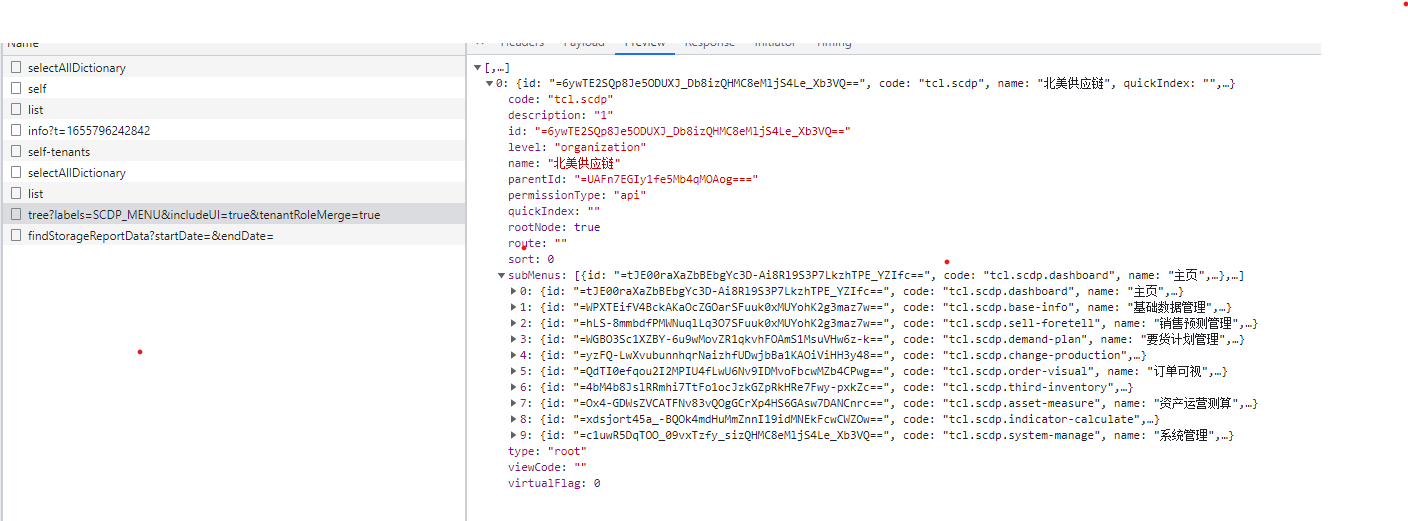 Name
Headers Payload Preview Response Initiator Timing
selectAllDictionary
self
list
info?t=1655796242842
self-tenants
selectAllDictionary
list
tree?labels=SCDP_MENU&includeUI=true&tenantRoleMerge=true
findStorageReportData?startDate=&endDate=
[,…]
0: {id: "=6ywTE2SQp8Je5ODUXJ_Db8izQHMC8eMljS4Le_Xb3VQ==", code: "tcl.scdp", name: "北美供应链", quickIndex: "",…}
code: "tcl.scdp"
description: "1"
id: "=6ywTE2SQp8Je5ODUXJ_Db8izQHMC8eMljS4Le_Xb3VQ=="
level: "organization"
name: "北美供应链"
parentId: "=UAFn7EGIy1fe5Mb4qMOAog==="
permissionType: "api"
quickIndex: ""
rootNode: true
route: ""
sort: 0
subMenus: [{id: "=tJE00raXaZbBEbgYc3D-Ai8Rl9S3P7LkzhTPE_YZIfc==", code: "tcl.scdp.dashboard", name: "主页",…},…]
0: {id: "=tJE00raXaZbBEbgYc3D-Ai8Rl9S3P7LkzhTPE_YZIfc==", code: "tcl.scdp.dashboard", name: "主页",…}
1: {id: "=WPXTEifV4BckAKaOcZGOarSFuuk0xMUYohK2g3maz7w==", code: "tcl.scdp.base-info", name: "基础数据管理",…}
2: {id: "=hLS-8mmbdfPMWNuqlLq3O7SFuuk0xMUYohK2g3maz7w==", code: "tcl.scdp.sell-foretell", name: "销售预测管理",…}
3: {id: "=WGBO3Sc1XZBY-6u9wMovZR1qkvhFOAmS1MsuVHw6z-k==", code: "tcl.scdp.demand-plan", name: "要货计划管理",…}
4: {id: "=yzFQ-LwXvubunnhqrNaizhfUDwjbBa1KAOiViHH3y48==", code: "tcl.scdp.change-production",…}
5: {id: "=QdTI0efqou2I2MPIU4fLwU6Nv9IDMvoFbcwMZb4CPwg==", code: "tcl.scdp.order-visual", name: "订单可视",…}
6: {id: "=4bM4b8JslRRmhi7TtFo1ocJzkGZpRkHRe7Fwy-pxkZc==", code: "tcl.scdp.third-inventory",…}
7: {id: "=Ox4-GDWsZVCATFNv83vQOgGCrXp4HS6GAsw7DANCnrc==", code: "tcl.scdp.asset-measure", name: "资产运营测算",…}
8: {id: "=xdsjort45a_-BQOk4mdHuMmZnnI19idMNEkFcwCWZOw==", code: "tcl.scdp.indicator-calculate",…}
9: {id: "=c1uwR5DqTOO_09vxTzfy_sizQHMC8eMljS4Le_Xb3VQ==", code: "tcl.scdp.system-manage", name: "系统管理",…}
type: "root"
viewCode: ""
virtualFlag: 0